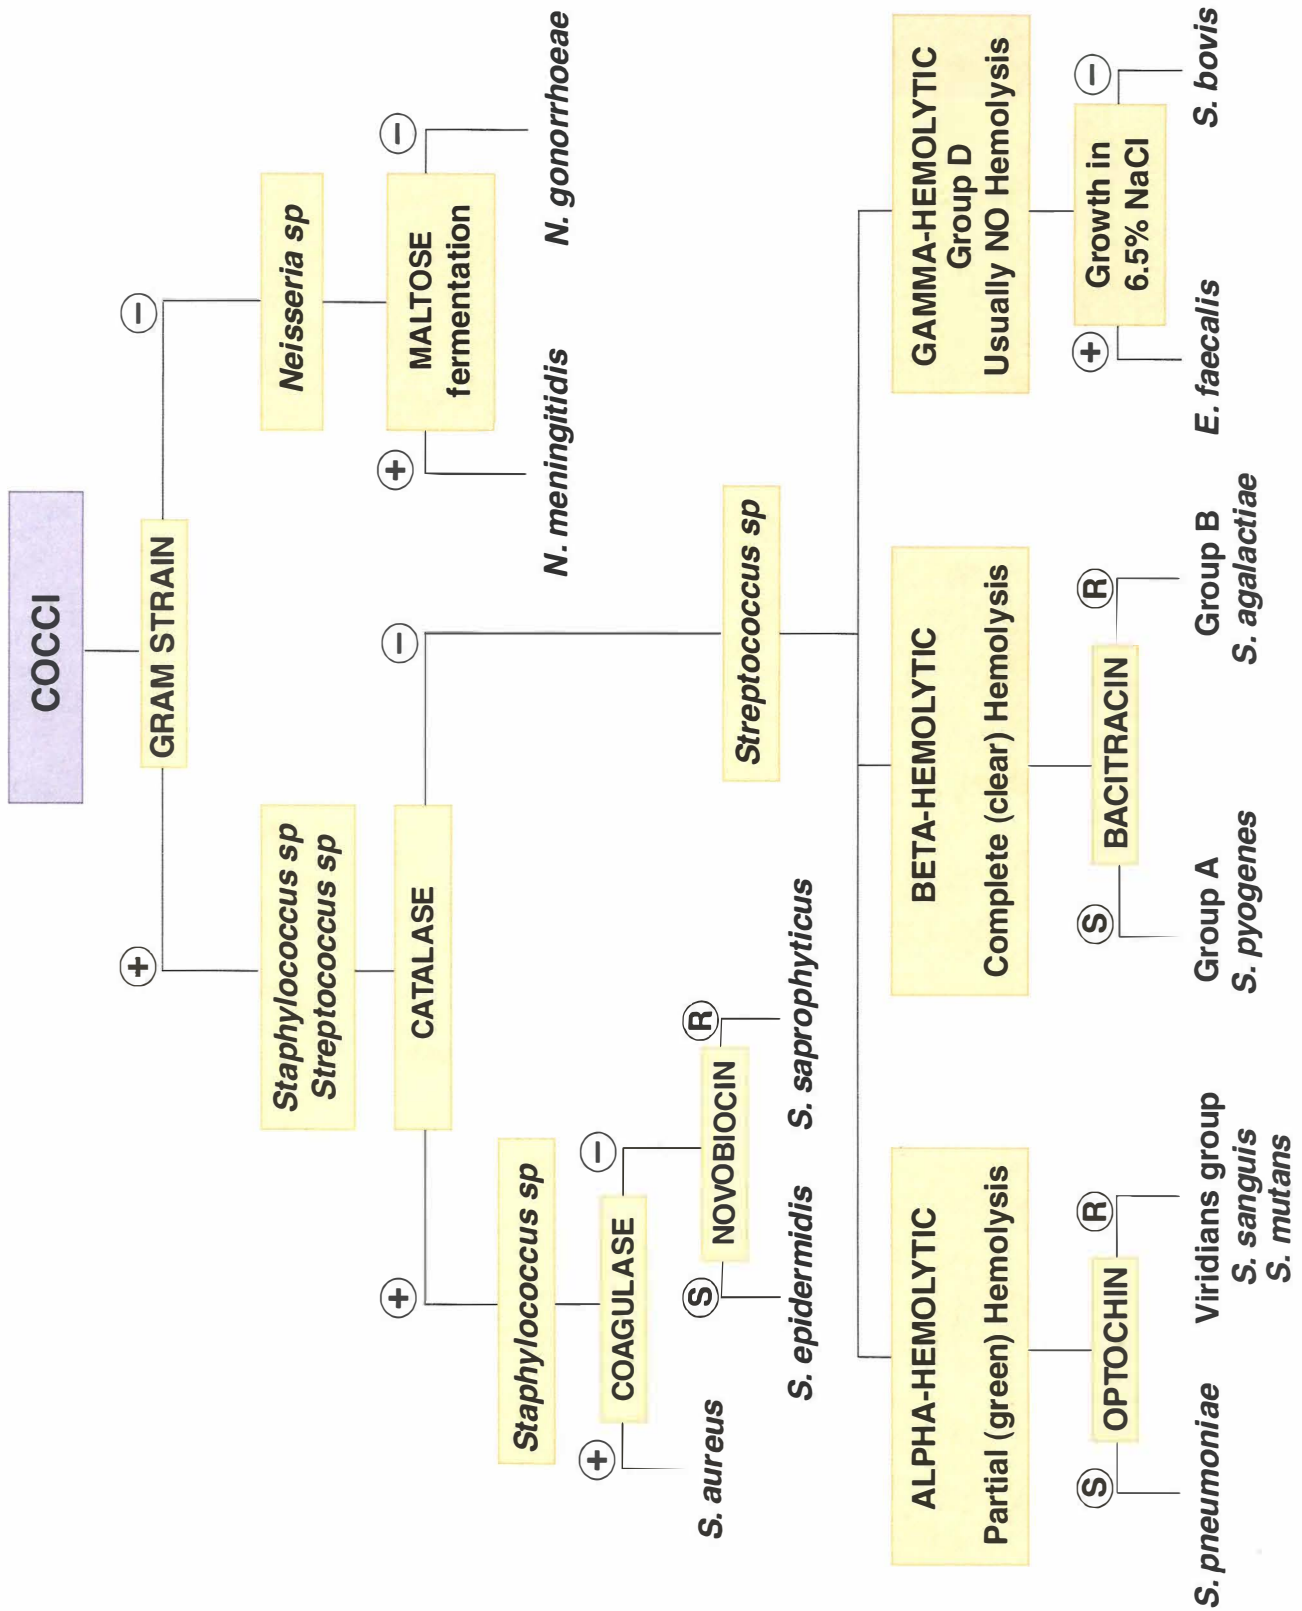 COCCI
GRAM STRAIN
+
−
Staphylococcus sp
Streptococcus sp
Neisseria sp
CATALASE
MALTOSE
fermentation
+
−
+
−
N. meningitidis
N. gonorrhoeae
Staphylococcus sp
COAGULASE
+
−
S. aureus
NOVOBIOCIN
S
R
S. epidermidis
S. saprophyticus
Streptococcus sp
ALPHA-HEMOLYTIC
Partial (green) Hemolysis
OPTOCHIN
S
R
S. pneumoniae
Viridians group
S. sanguis
S. mutans
BETA-HEMOLYTIC
Complete (clear) Hemolysis
BACITRACIN
S
R
Group A
S. pyogenes
Group B
S. agalactiae
GAMMA-HEMOLYTIC
Group D
Usually NO Hemolysis
Growth in
6.5% NaCl
+
−
E. faecalis
S. bovis